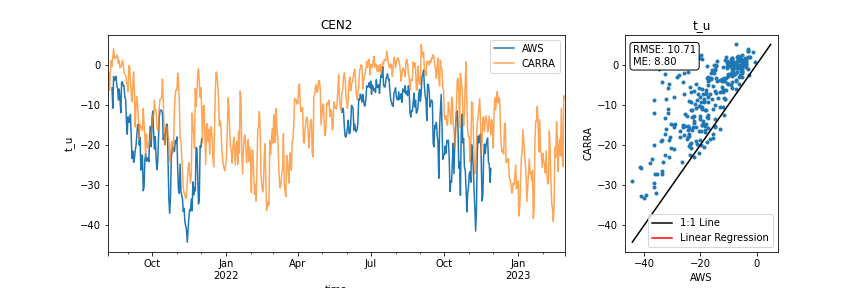 CEN2
t_u
0
−10
−20
−30
−40
AWS
CARRA
Oct
Jan
2022
Apr
Jul
Oct
Jan
2023
time
t_u
CARRA
0
−10
−20
−30
−40
RMSE: 10.71
ME: 8.80
1:1 Line
Linear Regression
−40
−20
0
AWS